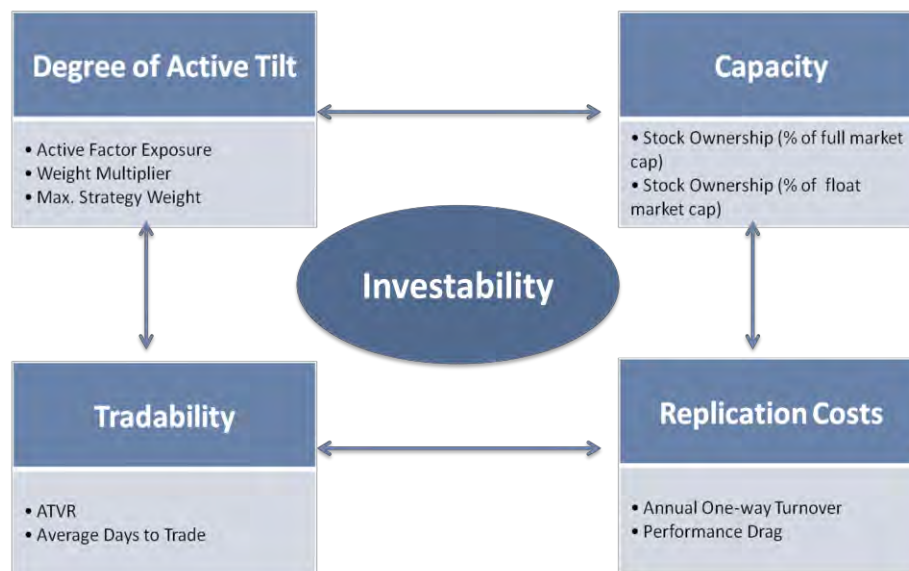 Degree of Active Tilt
• Active Factor Exposure
• Weight Multiplier
• Max. Strategy Weight
Capacity
• Stock Ownership (% of full market
cap)
• Stock Ownership (% of float
market cap)
Investability
Tradability
• ATVR
• Average Days to Trade
Replication Costs
• Annual One-way Turnover
• Performance Drag